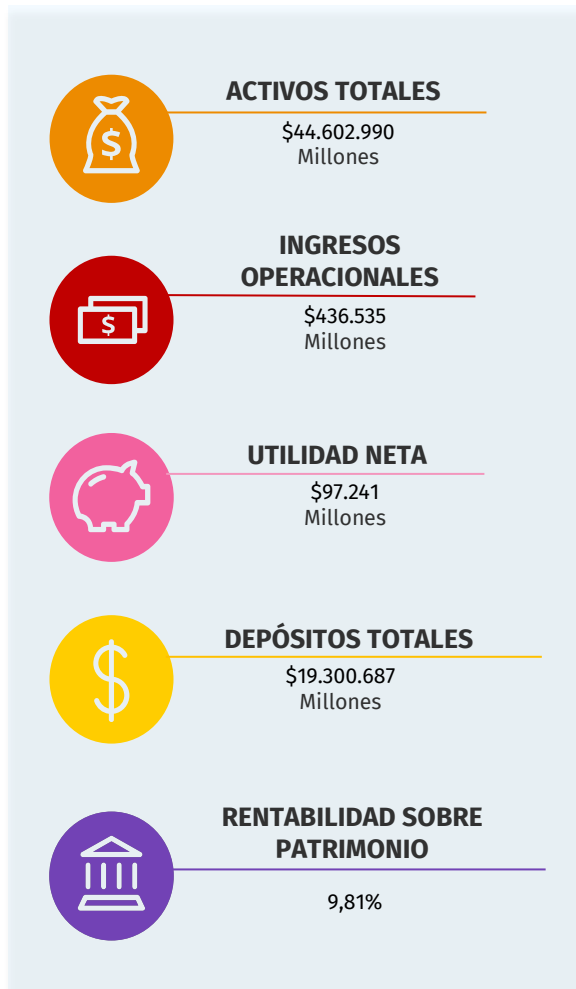 ACTIVOS TOTALES
$44.602.990
Millones
$
INGRESOS
OPERACIONALES
$436.535
Millones
$
UTILIDAD NETA
$97.241
Millones
DEPÓSITOS TOTALES
$19.300.687
Millones
$
RENTABILIDAD SOBRE
PATRIMONIO
9,81%